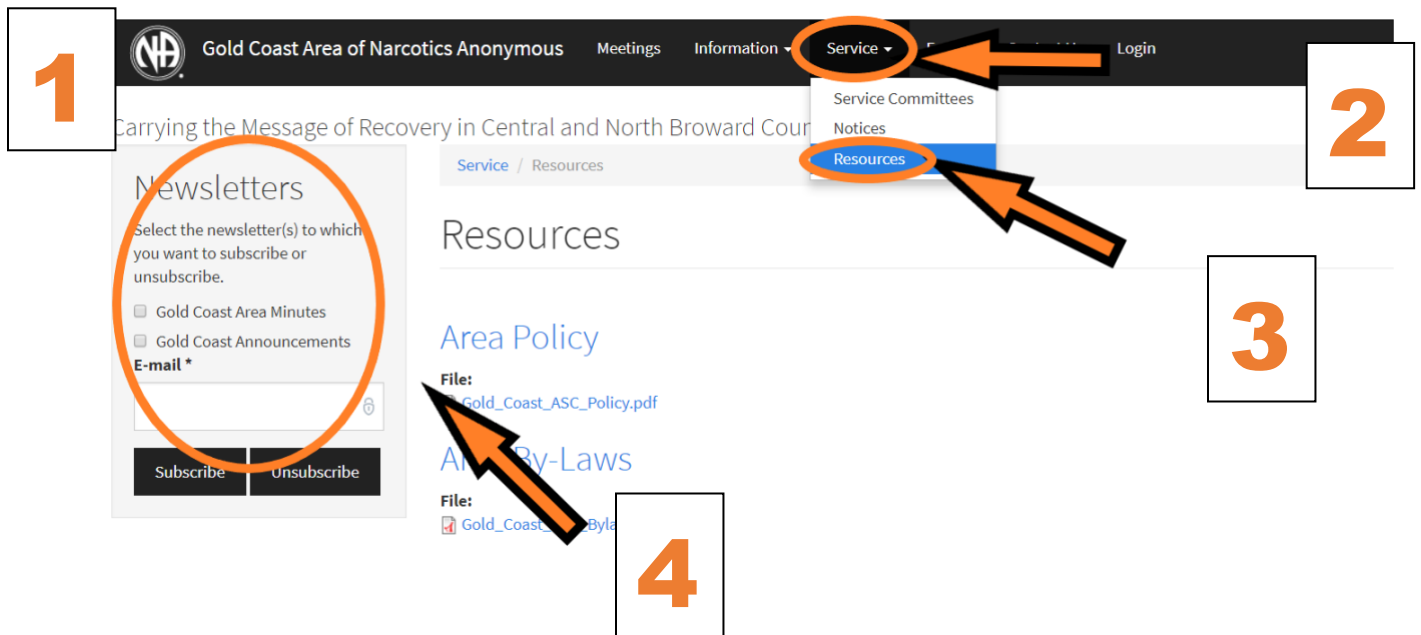 1
NA
Gold Coast Area of Narcotics Anonymous Meetings Information Service Login
2
Service Committees
Carrying the Message of Recovery in Central and North Broward
Notices
Resources
Service / Resources
Newsletters
Select the newsletter(s) to which
you want to subscribe or
unsubscribe.
Gold Coast Area Minutes
Gold Coast Announcements
E-mail *
Subscribe Unsubscribe
Resources
3
Area Policy
File:
Gold_Coast_ASC_Policy.pdf
By-Laws
File:
Gold_Coast
4